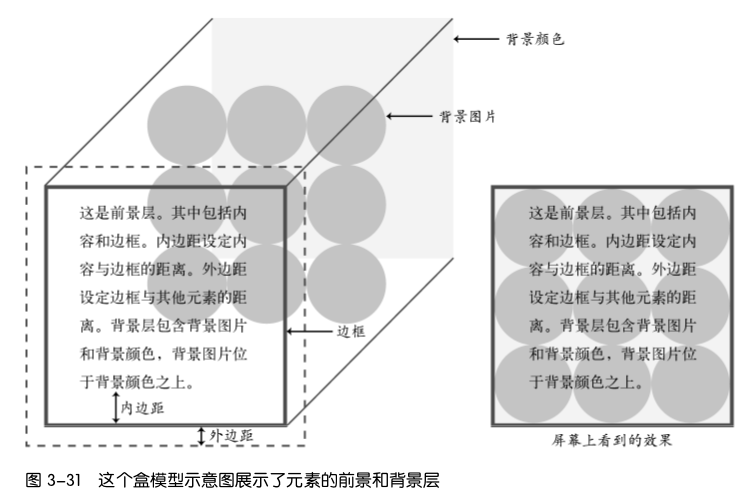 背景颜色
背景图片
这是前景层。其中包括内
容和边框。内边距设定内
容与边框的距离。外边距
设定边框与其他元素的距
离。背景层包含背景图片
和背景颜色，背景图片位
于背景颜色之上。
边框
内边距
外边距
这是前景层。其中包括内
容和边框。内边距设定内
容与边框的距离。外边距
设定边框与其他元素的距
离。背景层包含背景图片
和背景颜色，背景图片位
于背景颜色之上。
屏幕上看到的效果
图 3-31 这个盒模型示意图展示了元素的前景和背景层